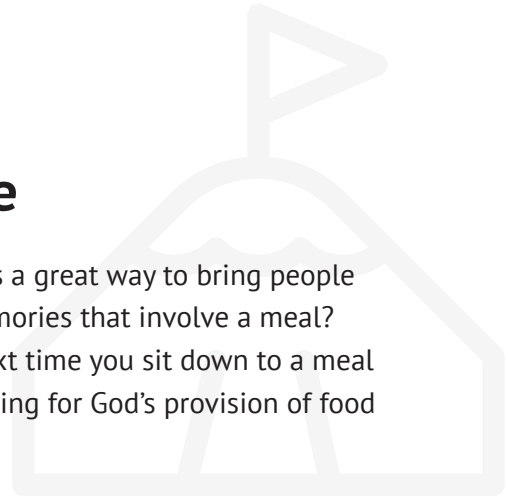 e
s a great way to bring people
mories that involve a meal?
xt time you sit down to a meal
ing for God’s provision of food